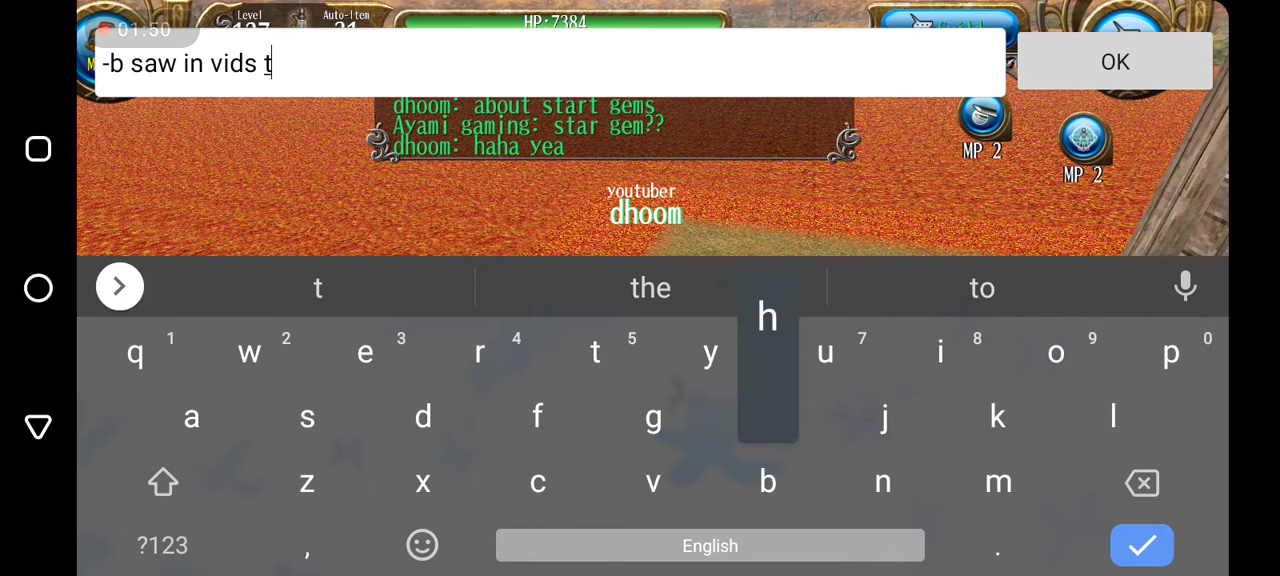 Level
Auto-Item
HP:7384
01:50
-b saw in vids t
OK
dhoom: about start gems
Ayami gaming: star gem??
dhoom: haha yea
MP 2
MP 2
youtuber
dhoom
t
the
to
h
q 1 w 2 e 3 r 4 t 5 y u 7 i 8 o 9 p 0
a s d f g j k l
z x c v b n m
?123 , English .